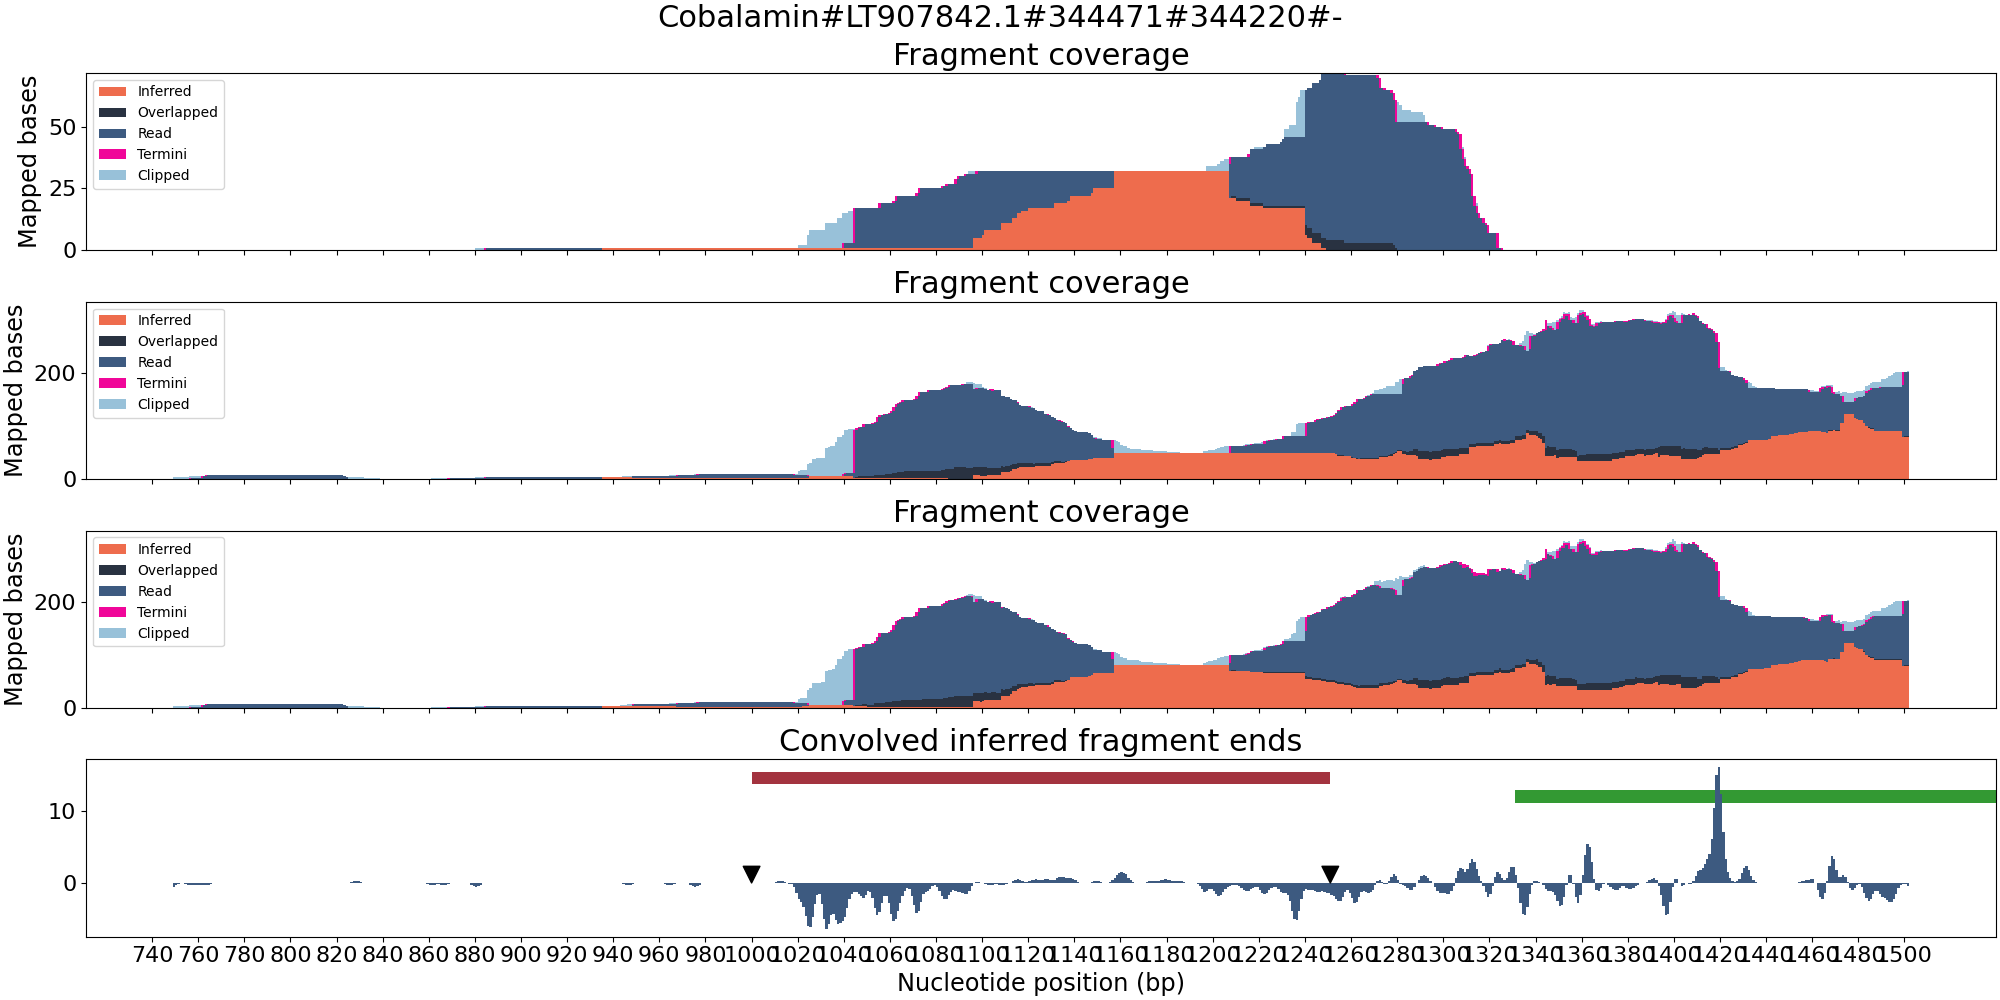 Cobalamin#LT907842.1#344471#344220#-
Fragment coverage
Mapped bases
50
25
0
Inferred
Overlapped
Read
Termini
Clipped
Fragment coverage
Mapped bases
200
0
Inferred
Overlapped
Read
Termini
Clipped
Fragment coverage
Mapped bases
200
0
Inferred
Overlapped
Read
Termini
Clipped
Convolved inferred fragment ends
10
0
740 760 780 800 820 840 860 880 900 920 940 960 980 1000 1020 1040 1060 1080 1100 1120 1140 1160 1180 1200 1220 1240 1260 1280 1300 1320 1340 1360 1380 1400 1420 1440 1460 1480 1500
Nucleotide position (bp)